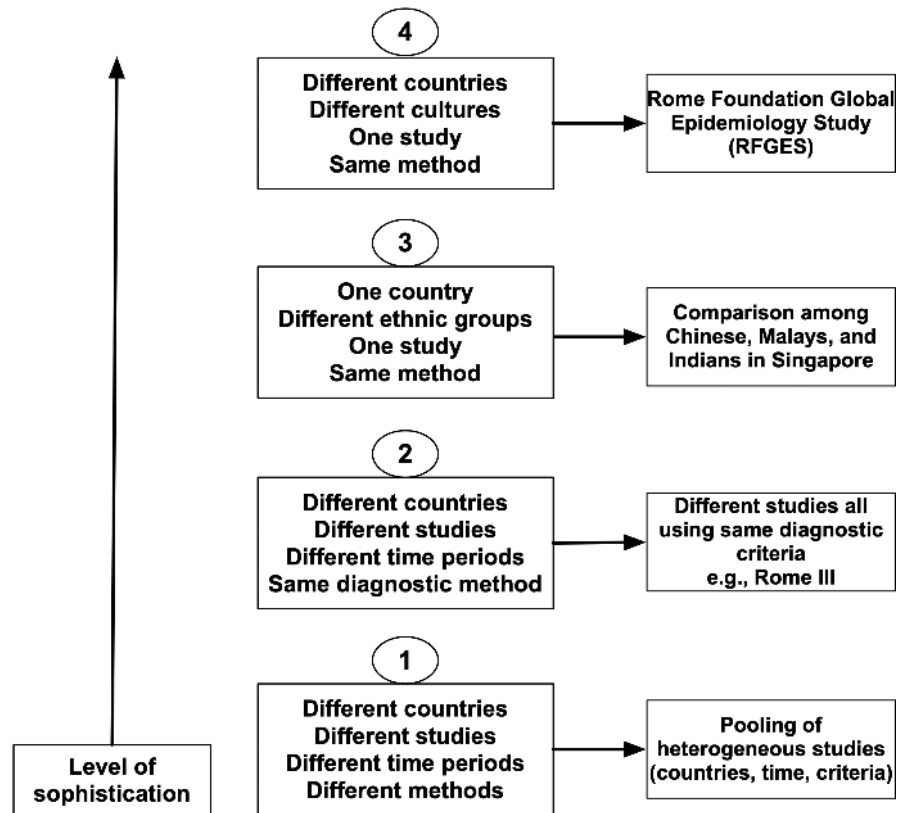 4
Different countries
Different cultures
One study
Same method
Rome Foundation Global
Epidemiology Study
(RFGES)
3
One country
Different ethnic groups
One study
Same method
Comparison among
Chinese, Malays, and
Indians in Singapore
2
Different countries
Different studies
Different time periods
Same diagnostic method
Different studies all
using same diagnostic
criteria
e.g., Rome III
1
Different countries
Different studies
Different time periods
Different methods
Pooling of
heterogeneous studies
(countries, time, criteria)
Level of
sophistication